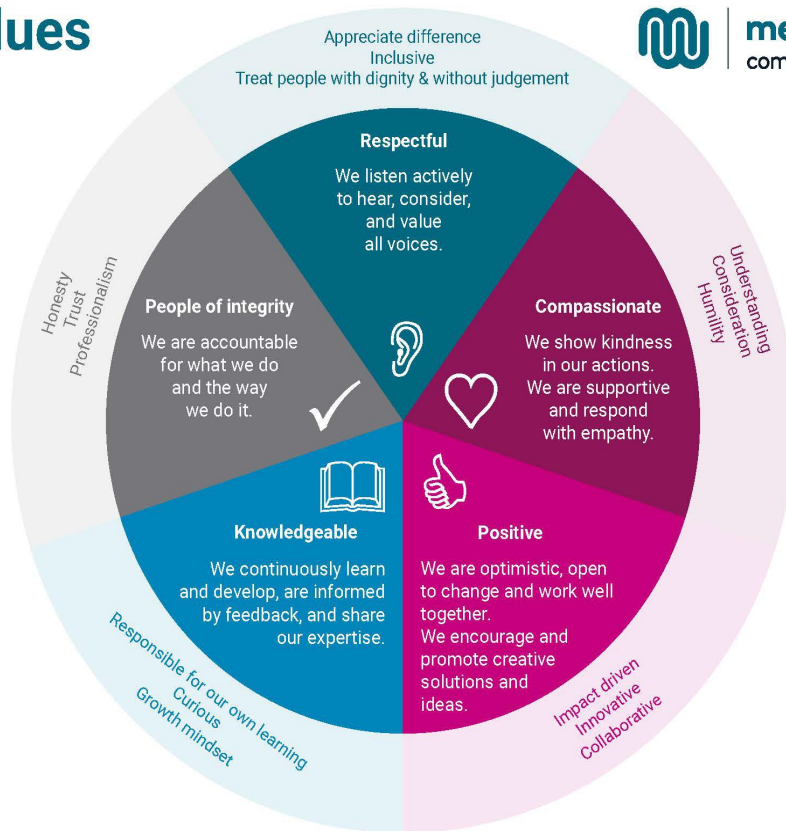 lues
me
com
Appreciate difference
Inclusive
Treat people with dignity & without judgement
Respectful
We listen actively
to hear, consider,
and value
all voices.
Understanding
Consideration
Humility
Compassionate
We show kindness
in our actions.
We are supportive
and respond
with empathy.
Positive
We are optimistic, open
to change and work well
together.
We encourage and
promote creative
solutions and
ideas.
Impact driven
Innovative
Collaborative
Knowledgeable
We continuously learn
and develop, are informed
by feedback, and share
our expertise.
Responsible for our own learning
Curious
Growth mindset
People of integrity
We are accountable
for what we do
and the way
we do it.
Honesty
Trust
Professionalism